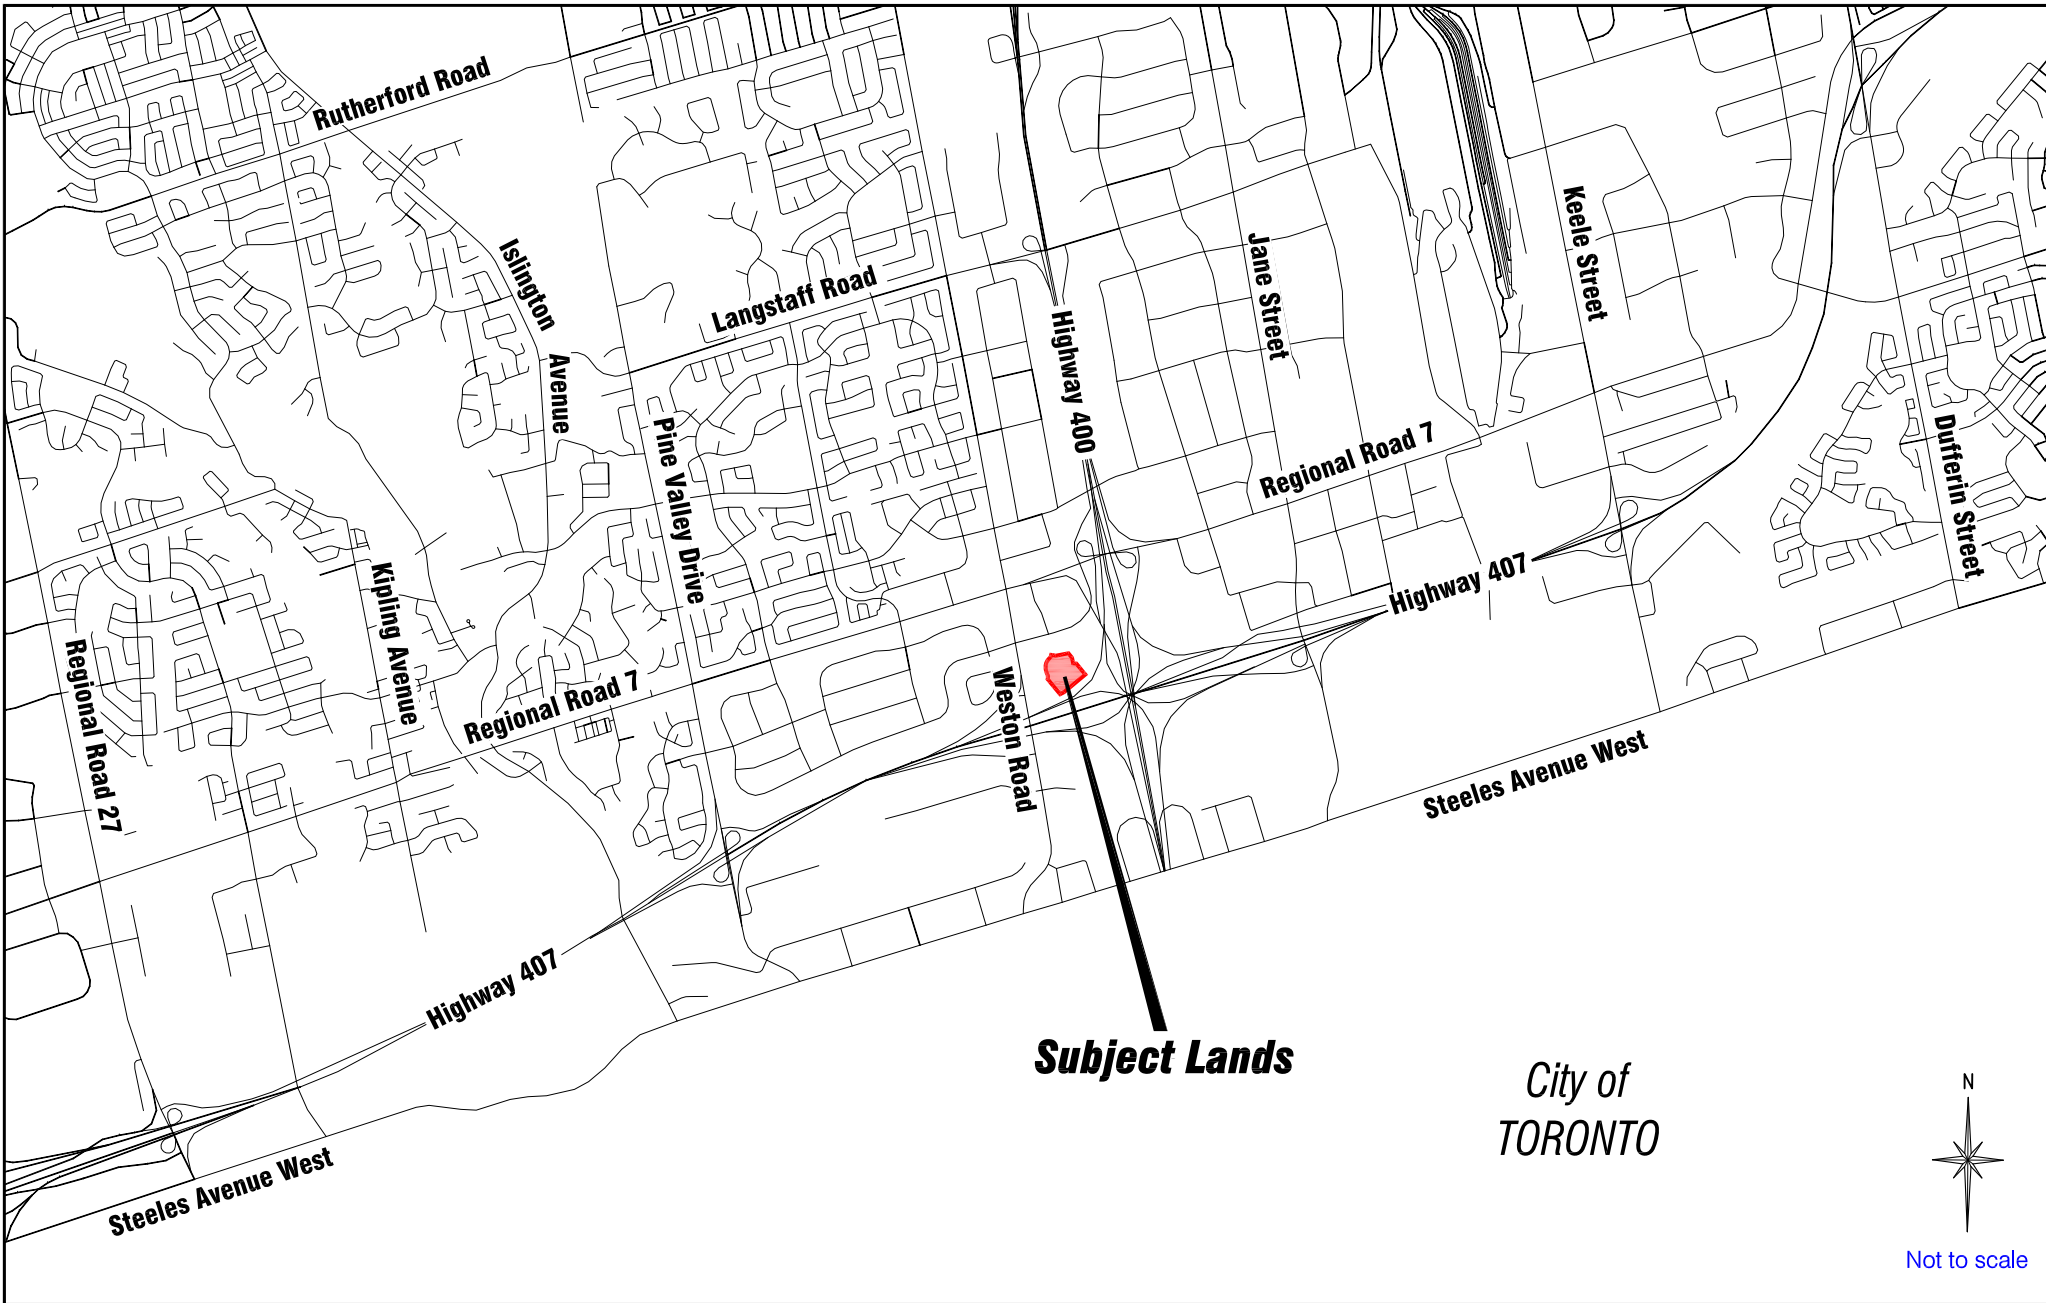 Rutherford Road
Islington
Avenue
Langstaff Road
Highway 400
Jane Street
Keele Street
Pine Valley Drive
Regional Road 7
Dufferin Street
Highway 407
Kipling Avenue
Regional Road 27
Regional Road 7
Weston Road
Steeles Avenue West
Highway 407
Subject Lands
City of
TORONTO
N
Steeles Avenue West
Not to scale